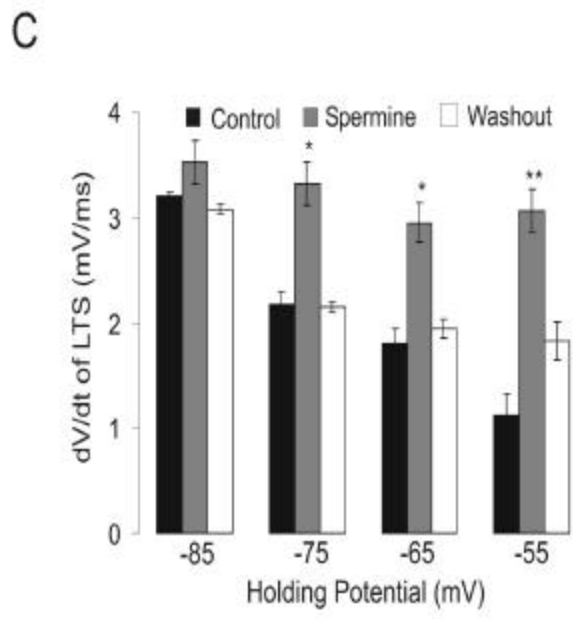 C
Control Spermine Washout
dV/dt of LTS (mV/ms)
4
3
2
1
0
* * **
-85 -75 -65 -55
Holding Potential (mV)